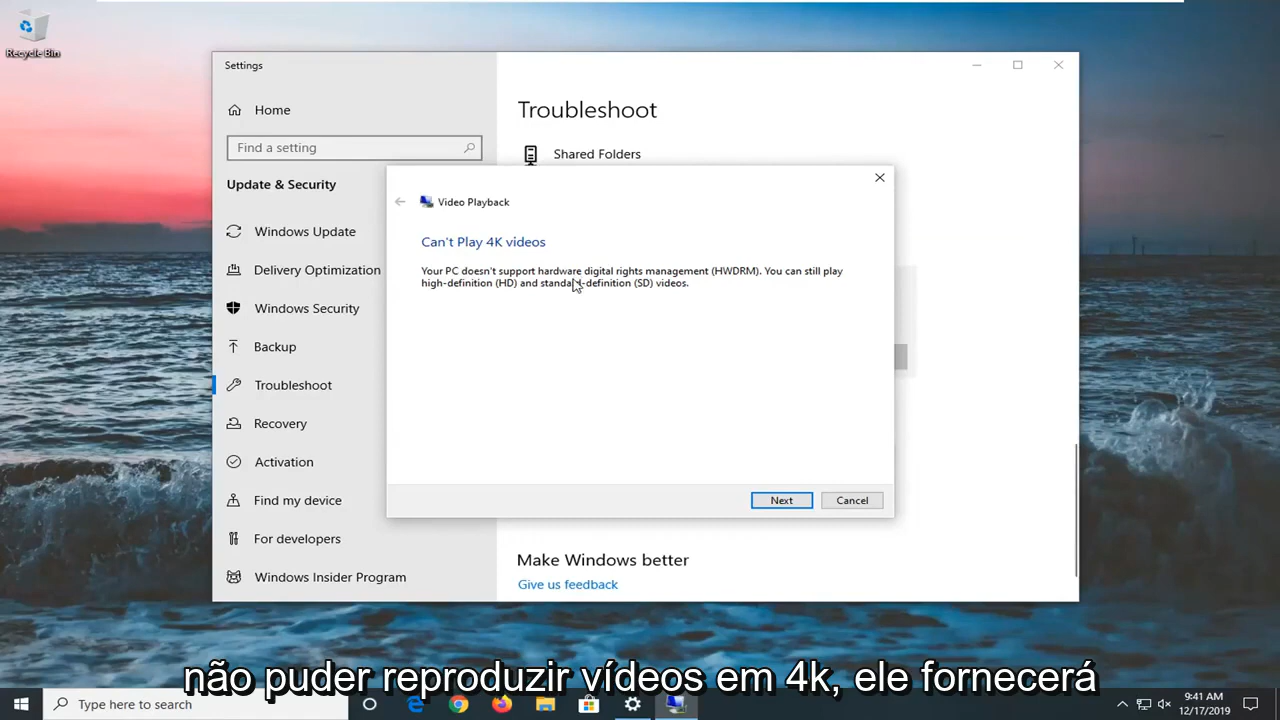 Recycle Bin
Settings
Home
Find a setting
Update & Security
Windows Update
Delivery Optimization
Windows Security
Backup
Troubleshoot
Recovery
Activation
Find my device
For developers
Windows Insider Program
Troubleshoot
Shared Folders
Video Playback
Can't Play 4K videos
Your PC doesn't support hardware digital rights management (HWDRM). You can still play
high-definition (HD) and standard-definition (SD) videos.
Next
Cancel
Make Windows better
Give us feedback
não puder reproduzir vídeos em 4k, ele fornecerá
Type here to search
9:41 AM
12/17/2019